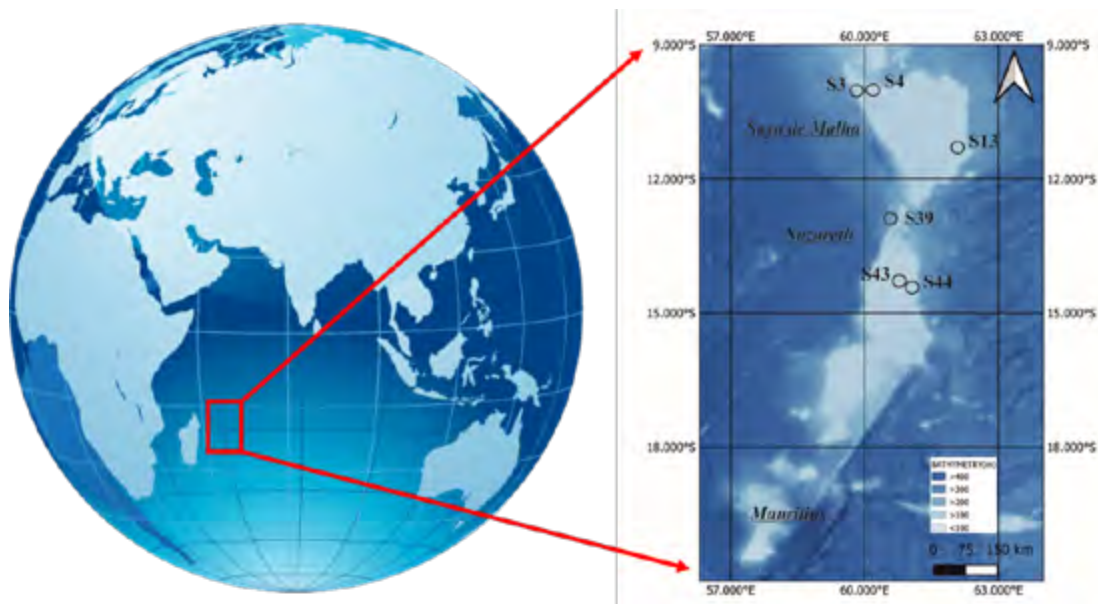 57.000°E 60.000°E 63.000°E
9.000°S 9.000°S
S3 S4
Saya de Malha
S13
12.000°S 12.000°S
S39
Nazareth
S43 S44
15.000°S 15.000°S
18.000°S 18.000°S
BATHYMETRY(m)
>400
>300
>200
>100
<100
Mauritius
0 75 150 km
57.000°E 60.000°E 63.000°E